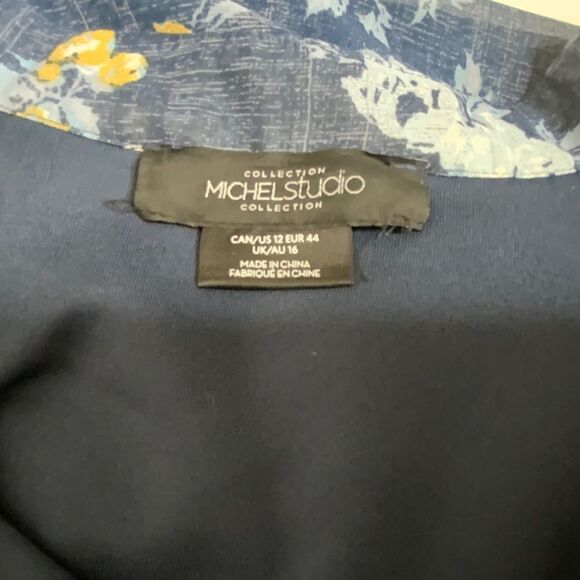 COLLECTION
MICHELstudio
COLLECTION
CAN/US 12 EUR 44
UK/AU 16
MADE IN CHINA
FABRIQUÉ EN CHINE